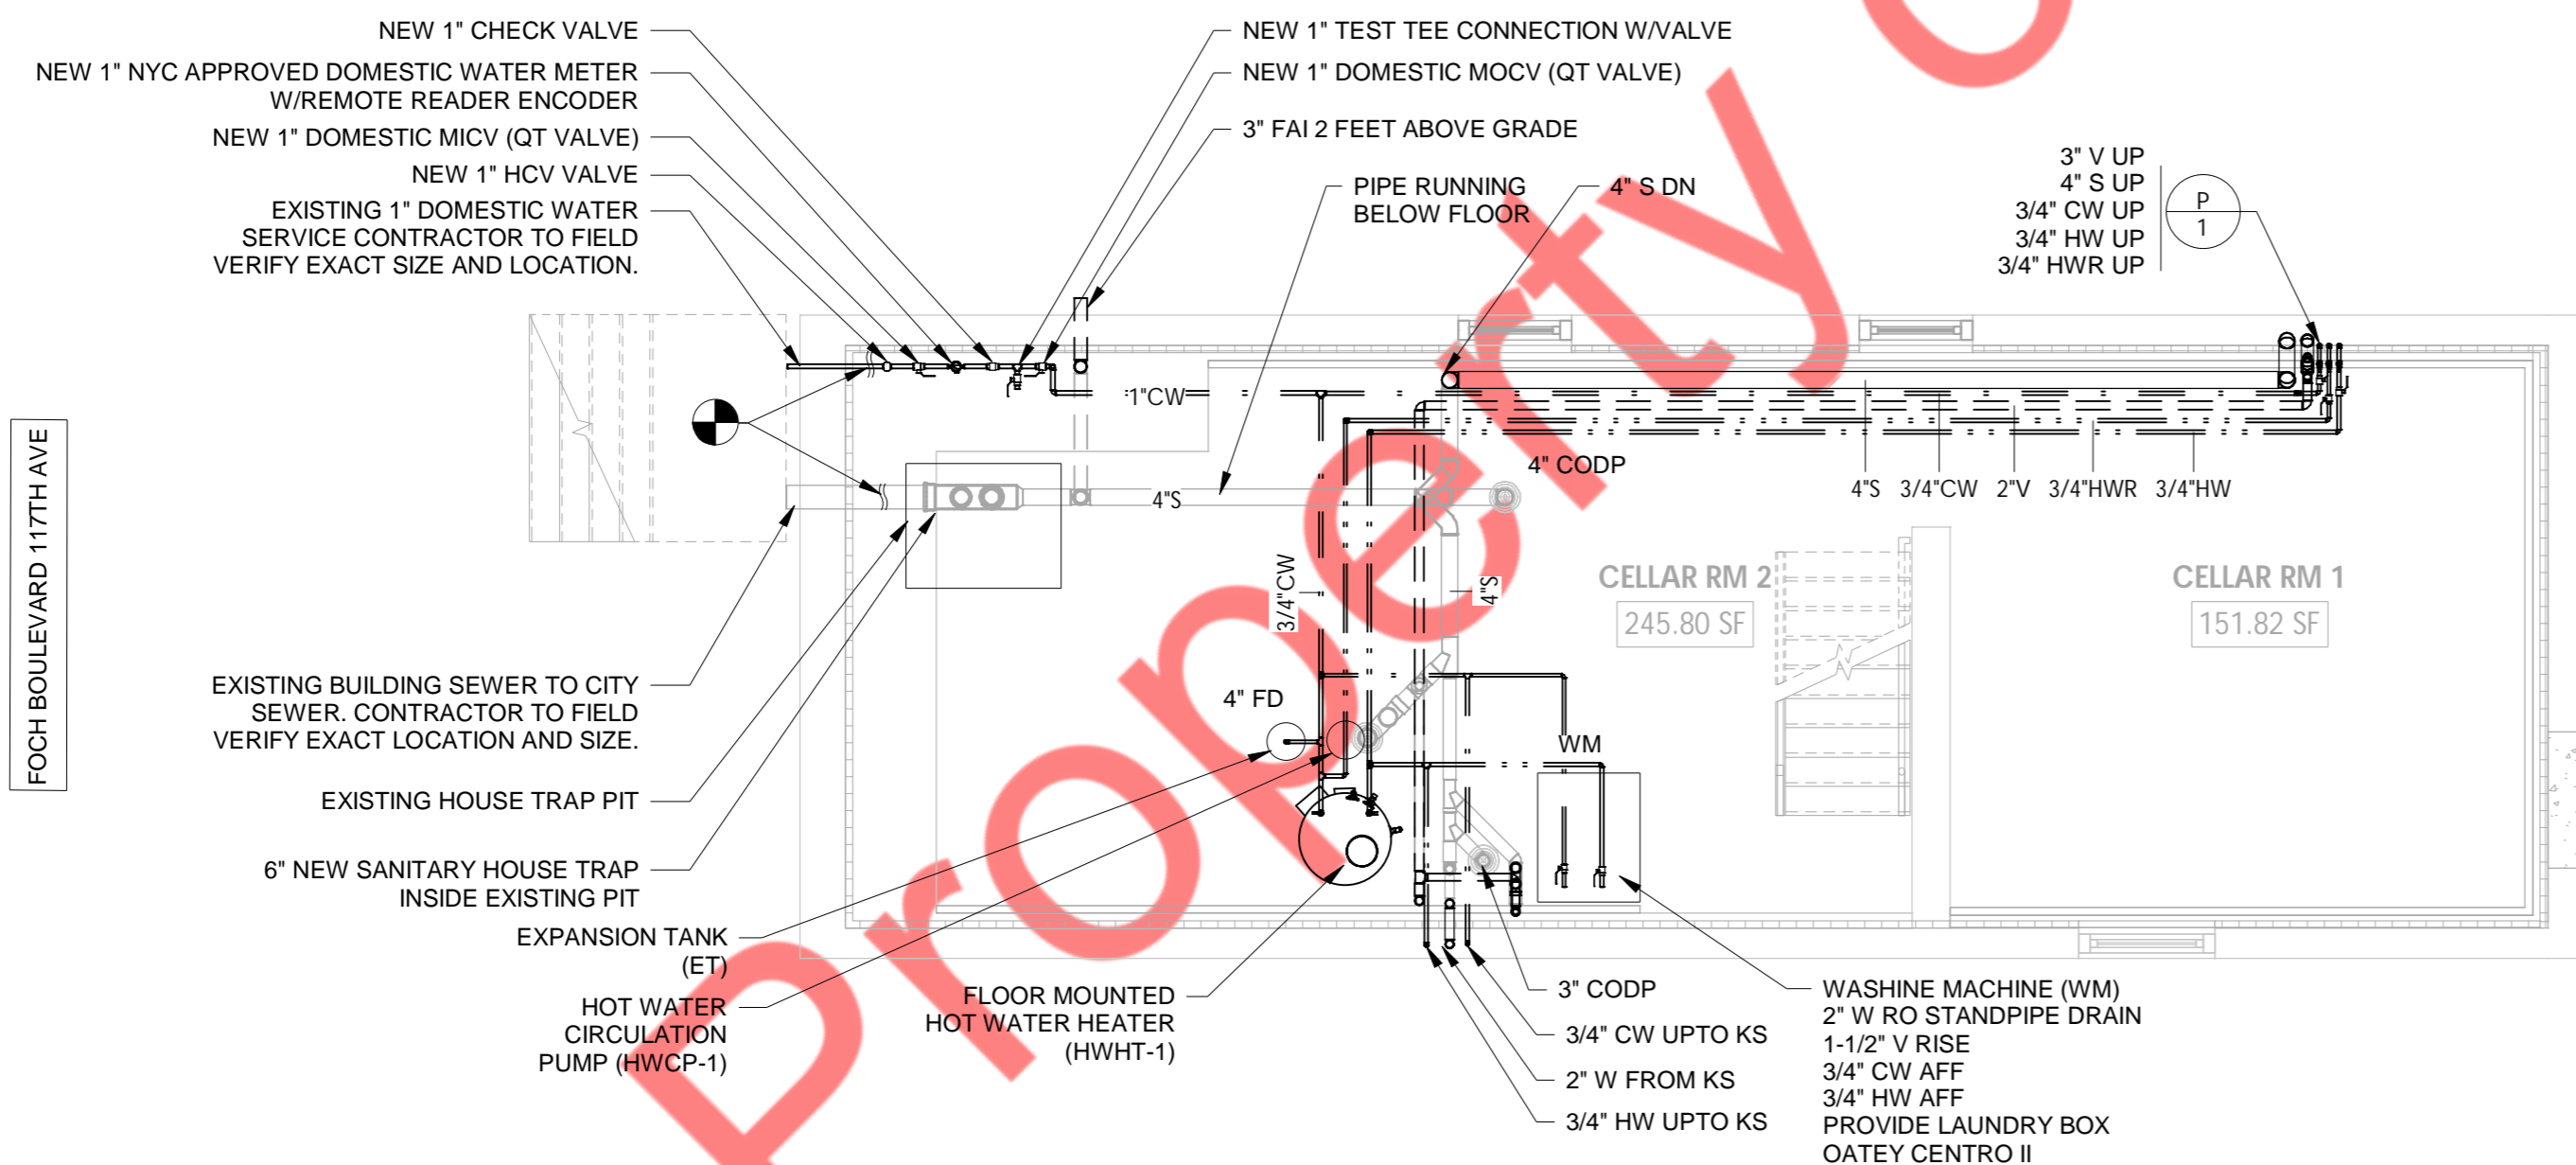 NEW 1" CHECK VALVE
NEW 1" NYC APPROVED DOMESTIC WATER METER
W/REMOTE READER ENCODER
NEW 1" DOMESTIC MICV (QT VALVE)
NEW 1" HCV VALVE
EXISTING 1" DOMESTIC WATER
SERVICE CONTRACTOR TO FIELD
VERIFY EXACT SIZE AND LOCATION.
NEW 1" TEST TEE CONNECTION W/VALVE
NEW 1" DOMESTIC MOCV (QT VALVE)
3" FAI 2 FEET ABOVE GRADE
PIPE RUNNING
BELOW FLOOR
4" S DN
3" V UP
4" S UP
3/4" CW UP
3/4" HW UP
3/4" HWR UP
P
1
1"CW
4" CODP
4"S
3/4"CW
2"V
3/4"HWR
3/4"HW
4"S
3/4"CW
4"S
CELLAR RM 2
245.80 SF
CELLAR RM 1
151.82 SF
FOCH BOULEVARD 117TH AVE
4" FD
WM
EXISTING BUILDING SEWER TO CITY
SEWER. CONTRACTOR TO FIELD
VERIFY EXACT LOCATION AND SIZE.
EXISTING HOUSE TRAP PIT
6" NEW SANITARY HOUSE TRAP
INSIDE EXISTING PIT
EXPANSION TANK
(ET)
HOT WATER
CIRCULATION
PUMP (HWCP-1)
FLOOR MOUNTED
HOT WATER HEATER
(HWHT-1)
3" CODP
3/4" CW UPTO KS
2" W FROM KS
3/4" HW UPTO KS
WASHINE MACHINE (WM)
2" W RO STANDPIPE DRAIN
1-1/2" V RISE
3/4" CW AFF
3/4" HW AFF
PROVIDE LAUNDRY BOX
OATEY CENTRO II
Property